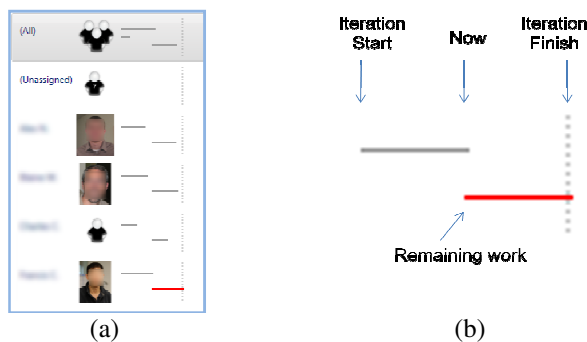 (All)
(Unassigned)
Iteration
Start
Now
Iteration
Finish
Remaining work
(a)
(b)